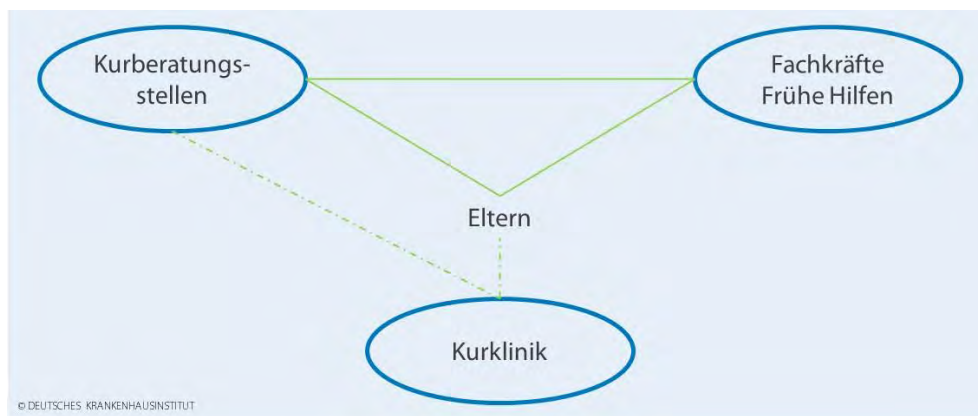 Kurberatungs-
stellen
Fachkräfte
Frühe Hilfen
Eltern
Kurklinik
© DEUTSCHES KRANKENHAUSINSTITUT